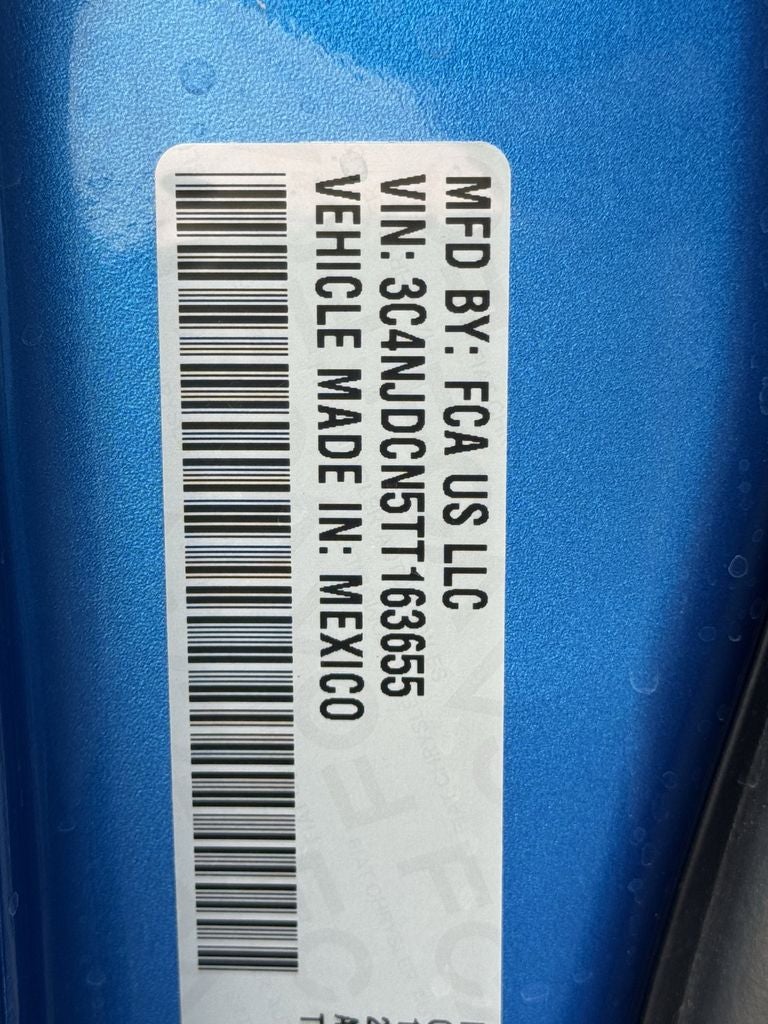 MFD BY: FCA US LLC
VIN: 3C4NJDCN5TT163655
VEHICLE MADE IN: MEXICO